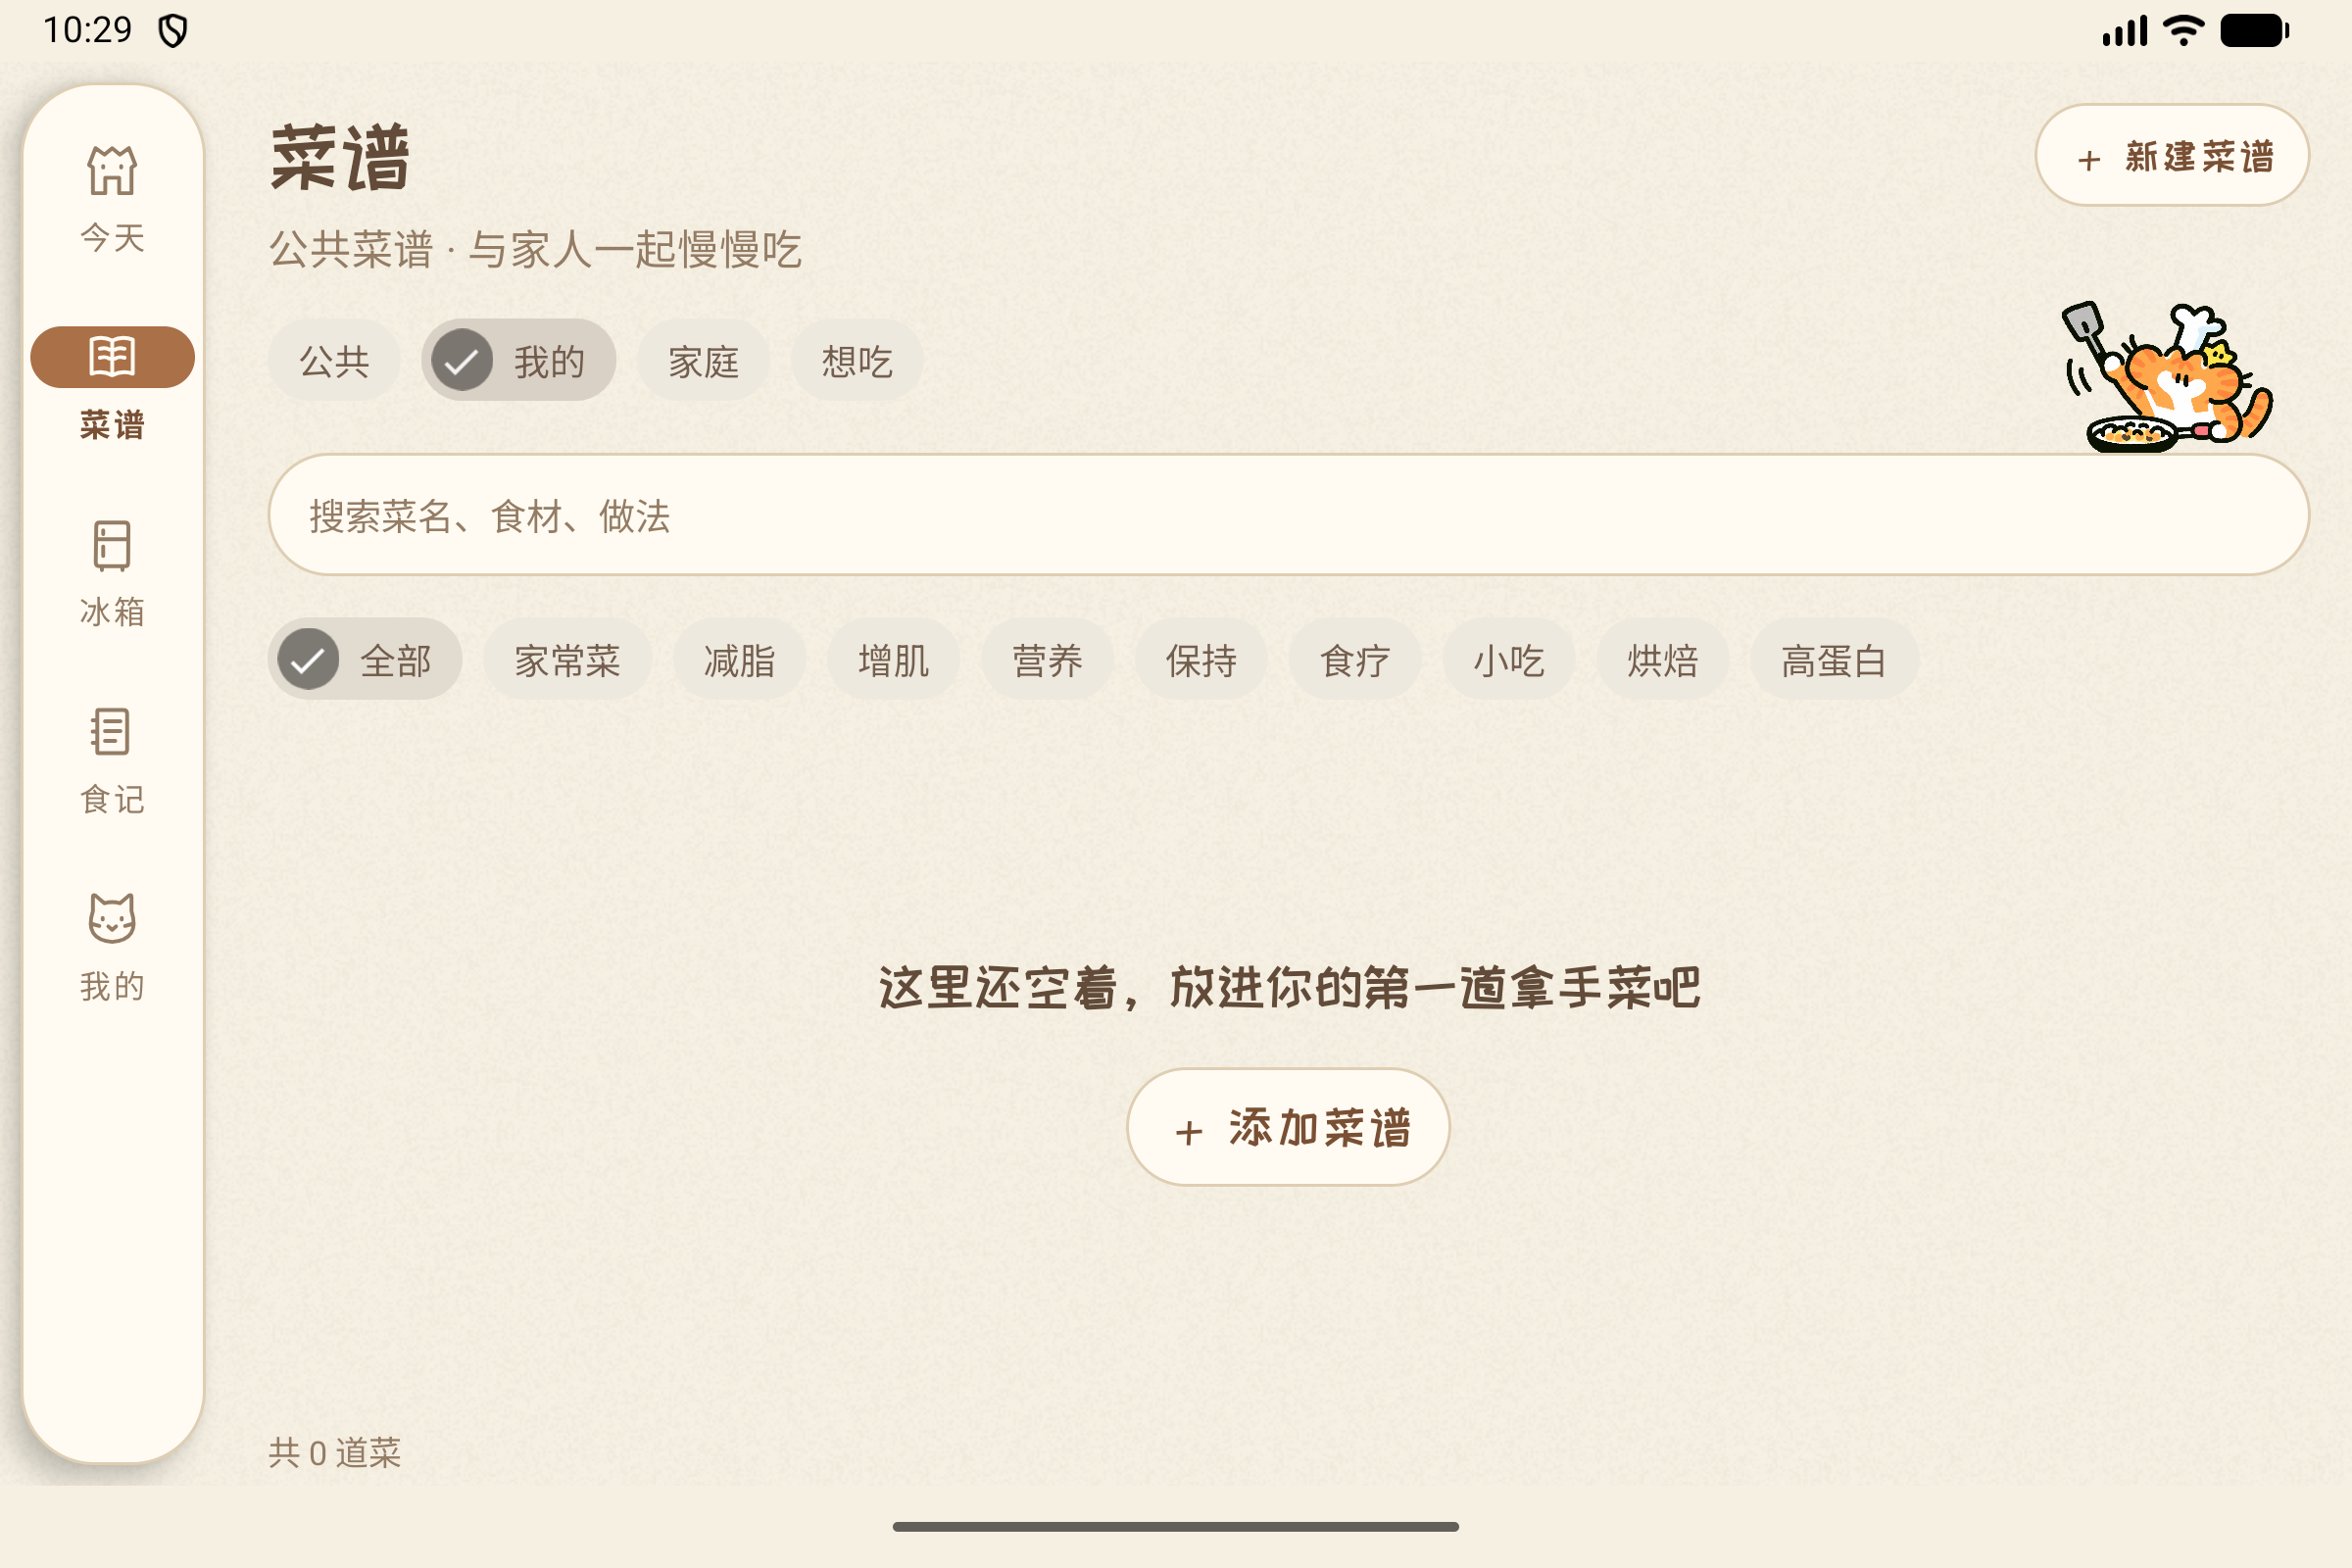 10:29
今天
菜谱
冰箱
食记
我的
菜谱
+ 新建菜谱
公共菜谱 · 与家人一起慢慢吃
公共 我的 家庭 想吃
搜索菜名、食材、做法
全部 家常菜 减脂 增肌 营养 保持 食疗 小吃 烘焙 高蛋白
这里还空着，放进你的第一道拿手菜吧
+ 添加菜谱
共 0 道菜